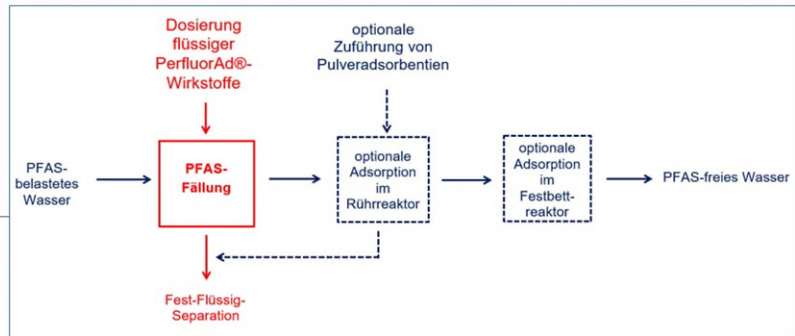 Dosierung
flüssiger
PerfluorAd®-
Wirkstoffe
optionale
Zuführung von
Pulveradsorbentien
PFAS-
belastetes
Wasser
PFAS-
Fällung
optionale
Adsorption
im
Rührreaktor
optionale
Adsorption
im
Festbett-
reaktor
PFAS-freies Wasser
Fest-Flüssig-
Separation